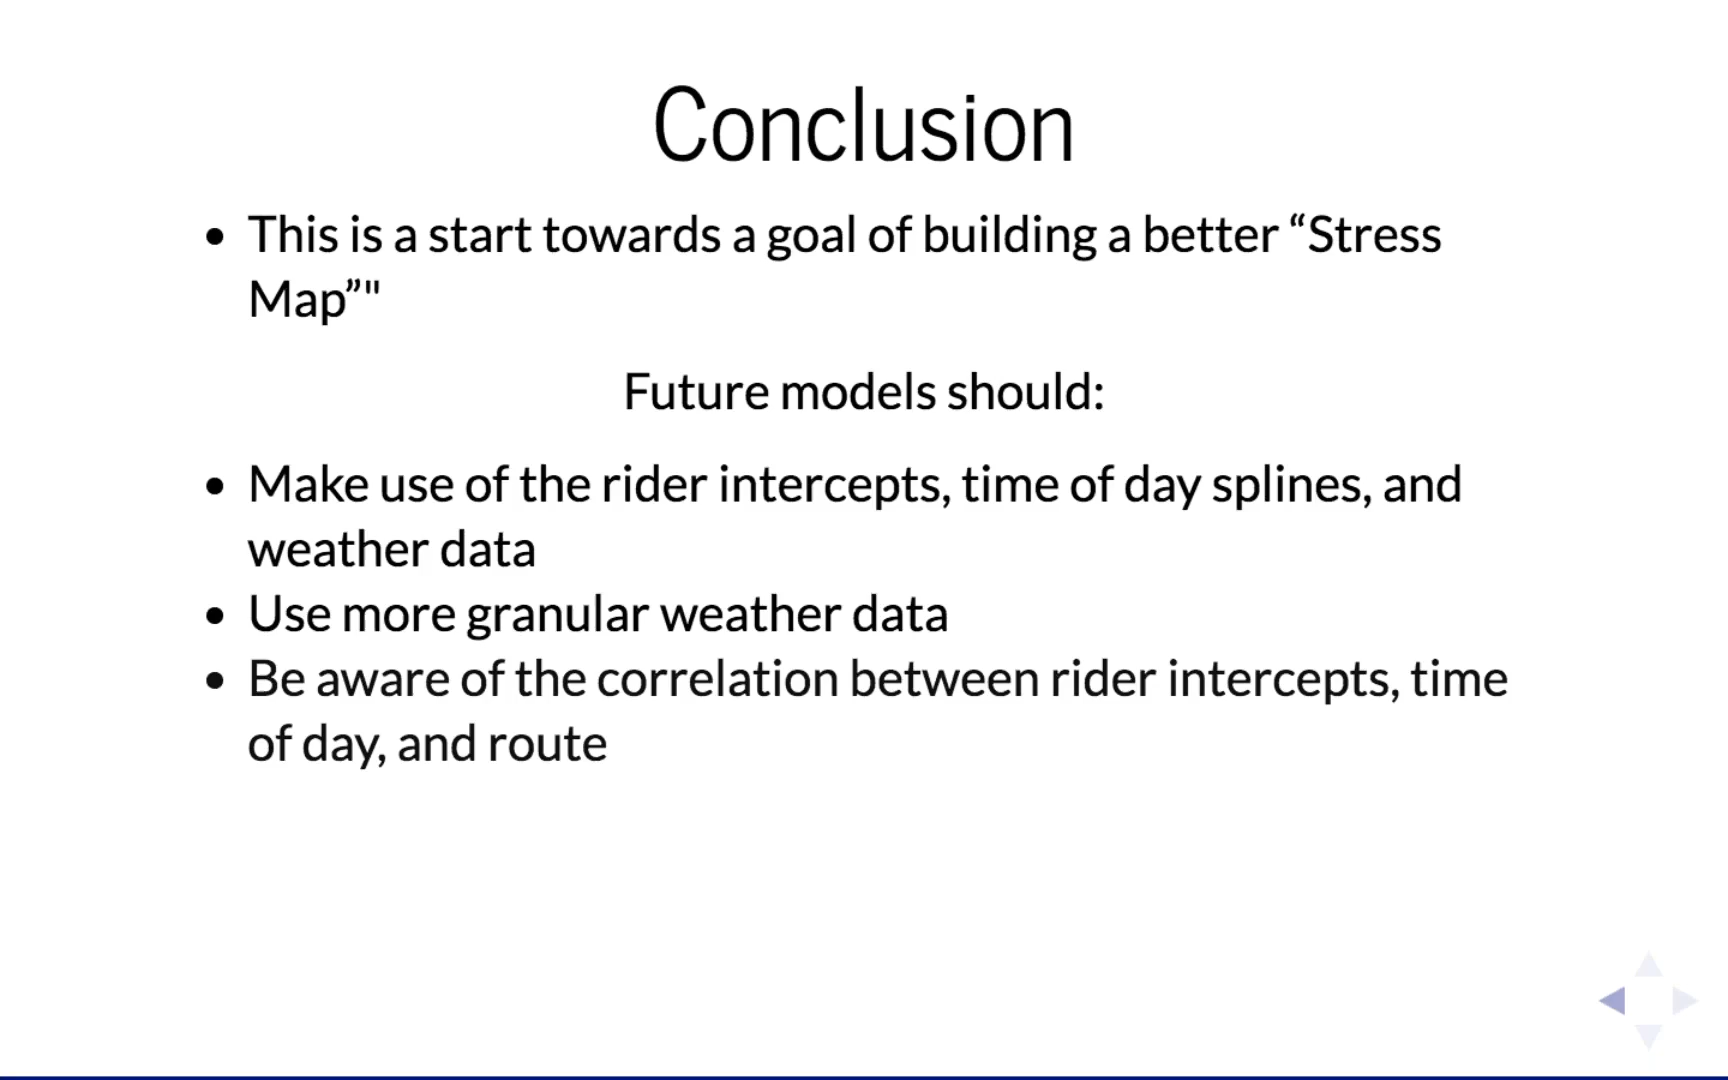 Conclusion
• This is a start towards a goal of building a better “Stress
Map”"
Future models should:
• Make use of the rider intercepts, time of day splines, and
weather data
• Use more granular weather data
• Be aware of the correlation between rider intercepts, time
of day, and route